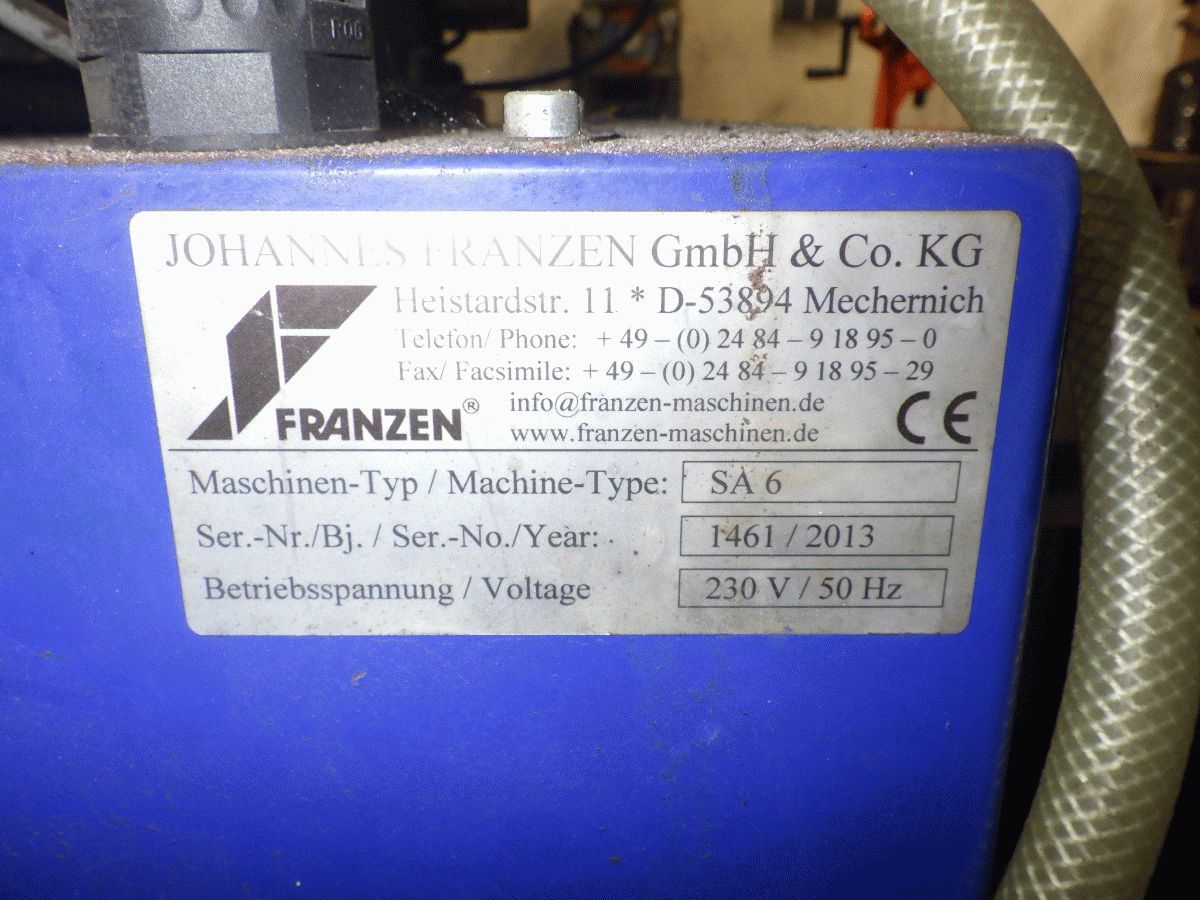 R06
JOHANNES FRANZEN GmbH & Co. KG
Heistardstr. 11 * D-53894 Mechernich
Telefon/ Phone: + 49 – (0) 24 84 – 9 18 95 – 0
Fax/ Facsimile: + 49 – (0) 24 84 – 9 18 95 – 29
FRANZEN®
info@franzen-maschinen.de
www.franzen-maschinen.de
CE
Maschinen-Typ / Machine-Type: SA 6
Ser.-Nr./Bj. / Ser.-No./Year: 1461 / 2013
Betriebsspannung / Voltage 230 V / 50 Hz